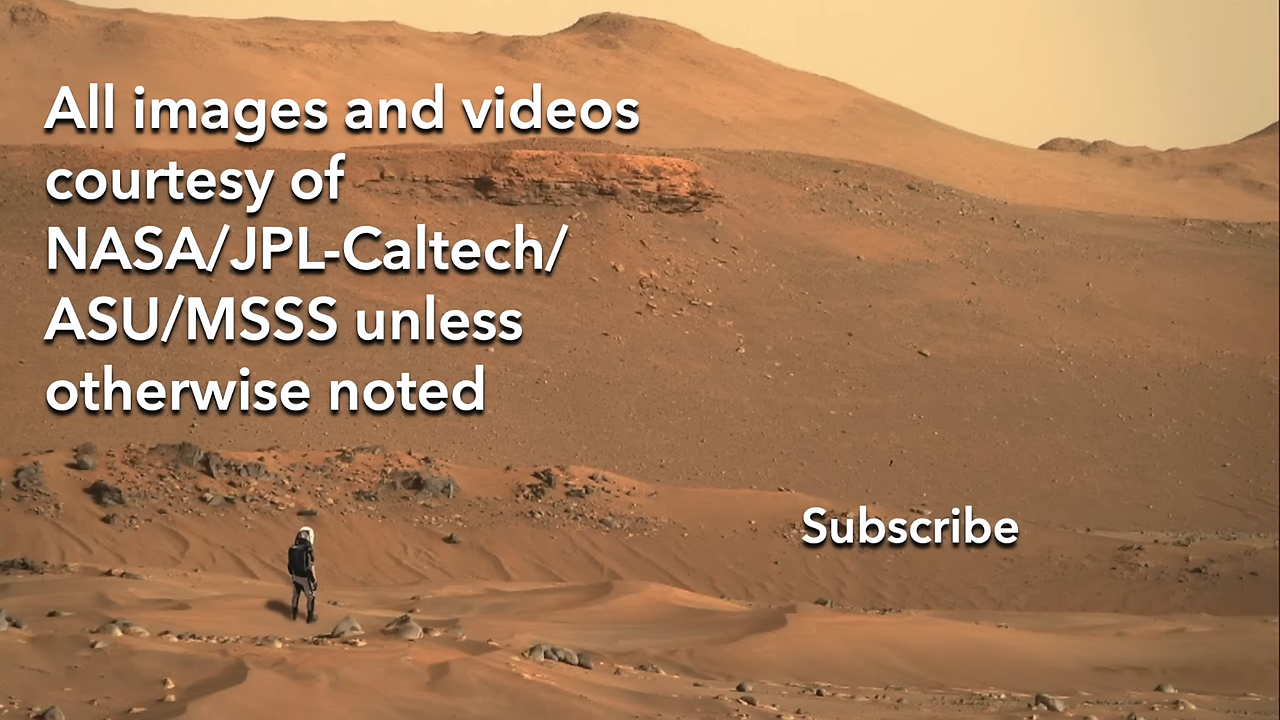 All images and videos
courtesy of
NASA/JPL-Caltech/
ASU/MSSS unless
otherwise noted
Subscribe